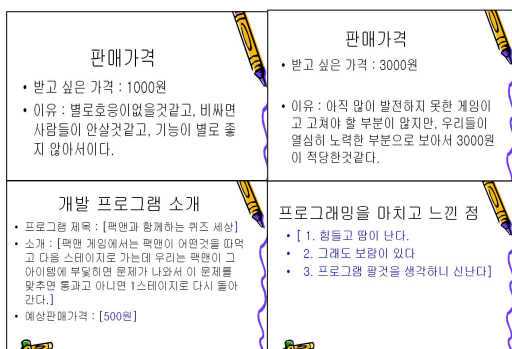 판매가격
• 받고 싶은 가격 : 1000원
• 이유 : 별로호응이없을것같고, 비싸면
사람들이 안살것같고, 기능이 별로 좋
지 않아서이다.
판매가격
• 받고 싶은 가격 : 3000원
• 이유 : 아직 많이 발전하지 못한 게임이
고 고쳐야 할 부분이 많지만, 우리들이
열심히 노력한 부분으로 보아서 3000원
이 적당한것같다.
개발 프로그램 소개
• 프로그램 제목 : [팩맨과 함께하는 퀴즈 세상]
• 소개 : [팩맨 게임에서는 팩맨이 어떤것을 따먹
고 다음 스테이지로 가는데 우리는 팩맨이 그
아이템에 부딪히면 문제가 나와서 이 문제를
맞추면 통과고 아니면 1스테이지로 다시 돌아
간다.]
• 예상판매가격 : [500원]
프로그래밍을 마치고 느낀 점
• [ 1. 힘들고 땀이 난다.
• 2. 그래도 보람이 있다
• 3. 프로그램 팔것을 생각하니 신난다]